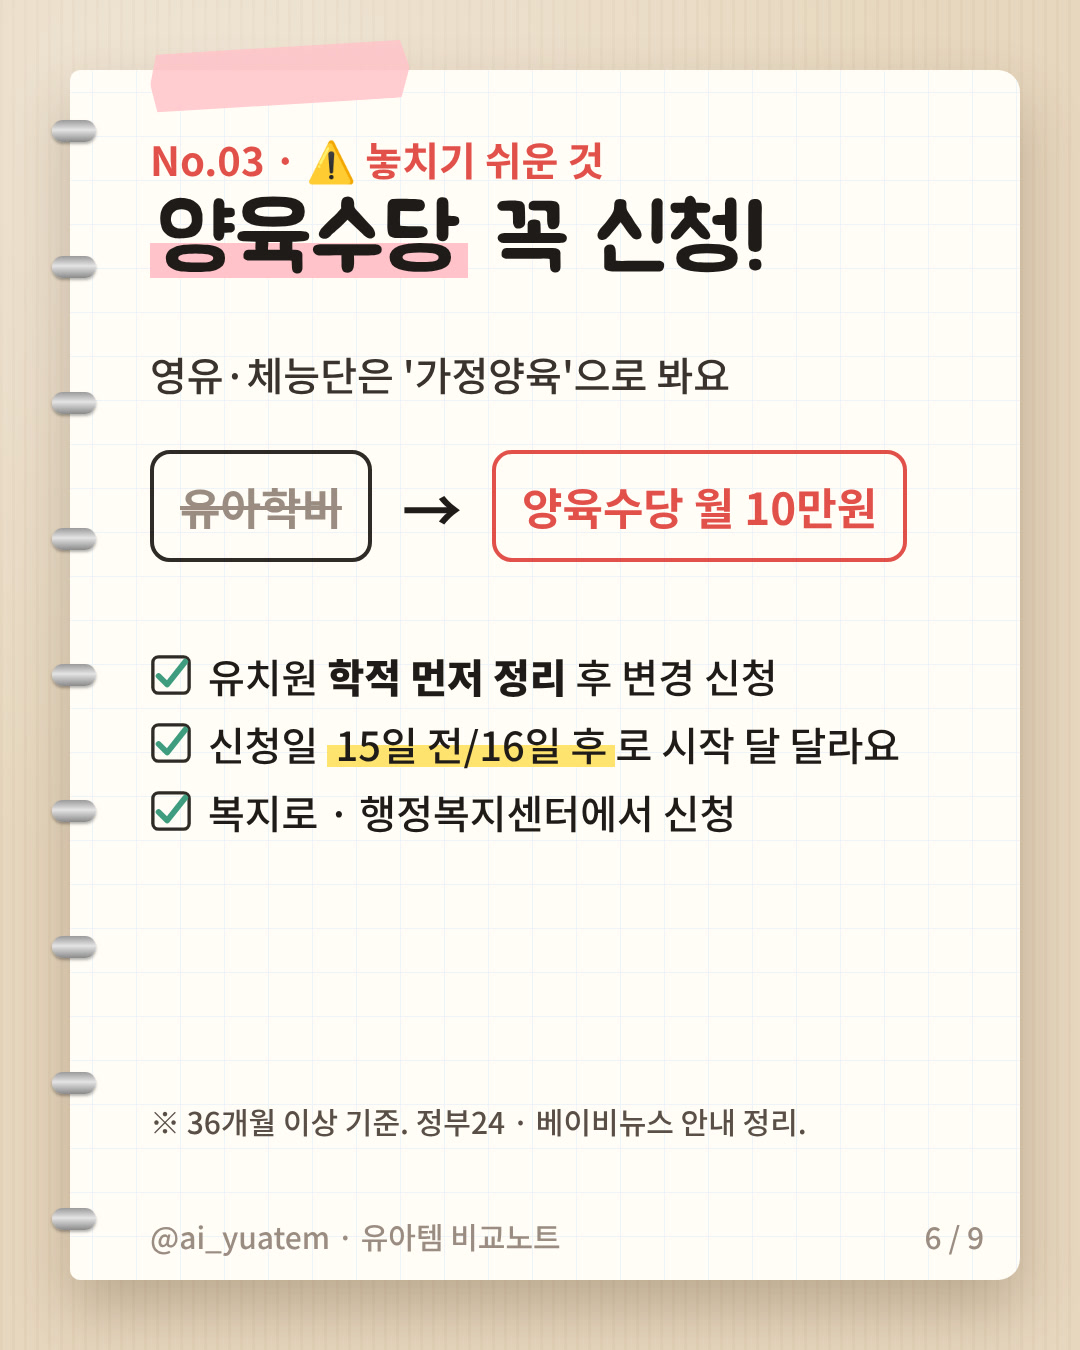 No.03 · ⚠️ 놓치기 쉬운 것
양육수당 꼭 신청!
영유·체능단은 '가정양육'으로 봐요
유아학비 → 양육수당 월 10만원
유치원 학적 먼저 정리 후 변경 신청
신청일 15일 전/16일 후로 시작 달 달라요
복지로 · 행정복지센터에서 신청
※ 36개월 이상 기준. 정부24 · 베이비뉴스 안내 정리.
@ai_yuatem · 유아템 비교노트
6 / 9